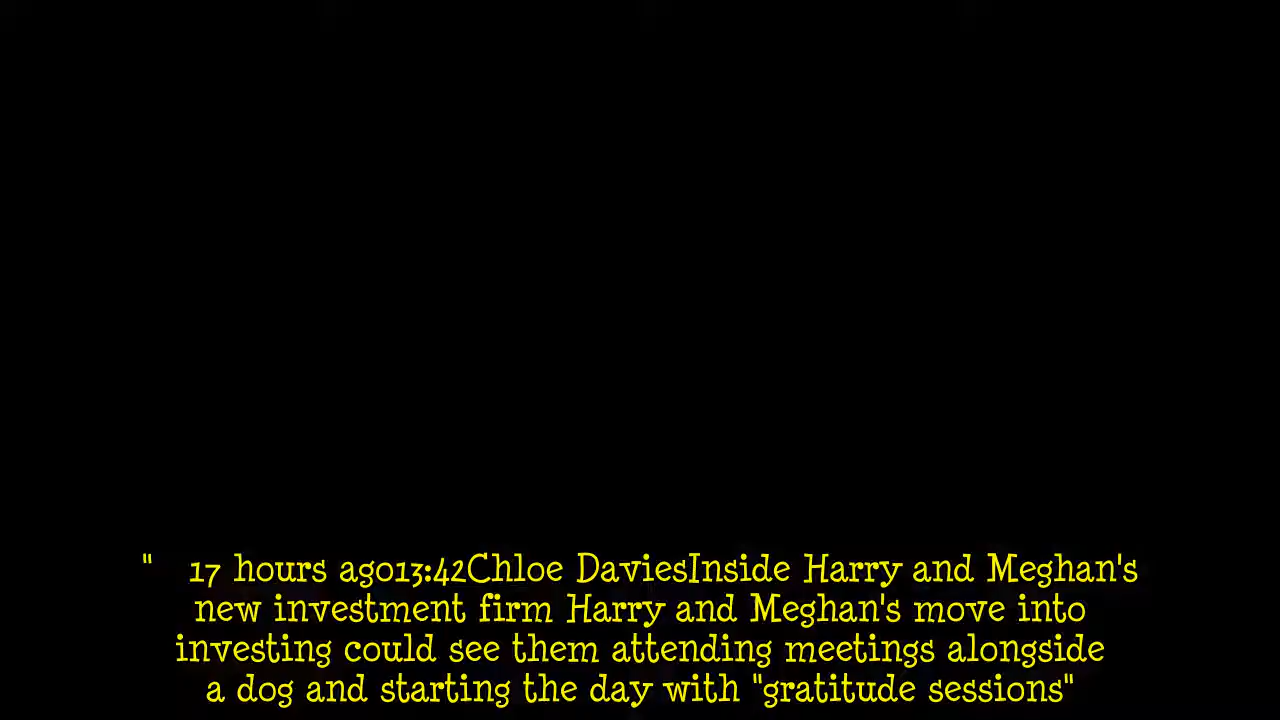 "   17 hours ago13:42Chloe DaviesInside Harry and Meghan's
new investment firm Harry and Meghan's move into
investing could see them attending meetings alongside
a dog and starting the day with "gratitude sessions"